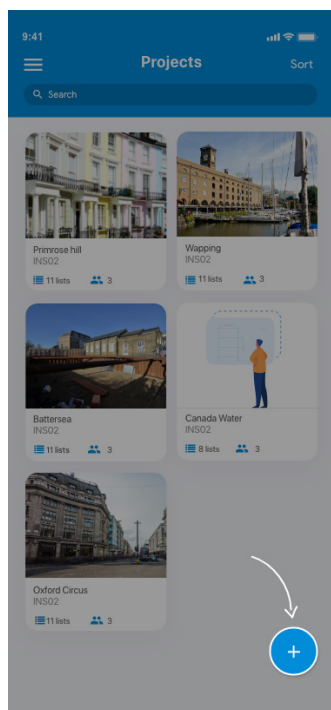 9:41
Projects
Sort
Search
Primrose hill
INS02
11 lists 3
Wapping
INS02
11 lists 3
Battersea
INS02
11 lists 3
Canada Water
INS02
8 lists 3
Oxford Circus
INS02
11 lists 3
+